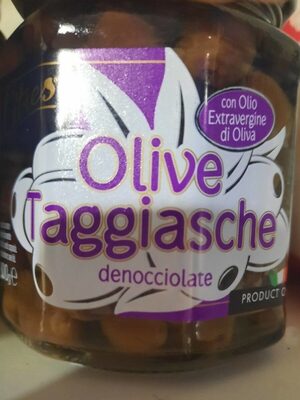 con Olio
Extravergine
di Oliva
Olive
Taggiasche
denocciolate
PRODUCT O